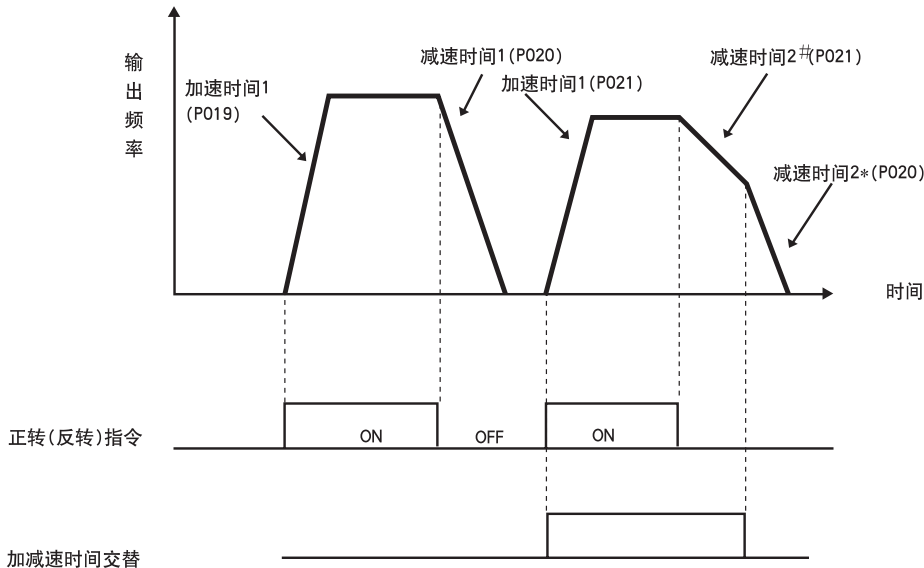 输出频率
加速时间1
(P019)
减速时间1(P020)
加速时间1(P021)
减速时间2#(P021)
减速时间2*(P020)
时间
正转(反转)指令
ON
OFF
ON
加减速时间交替